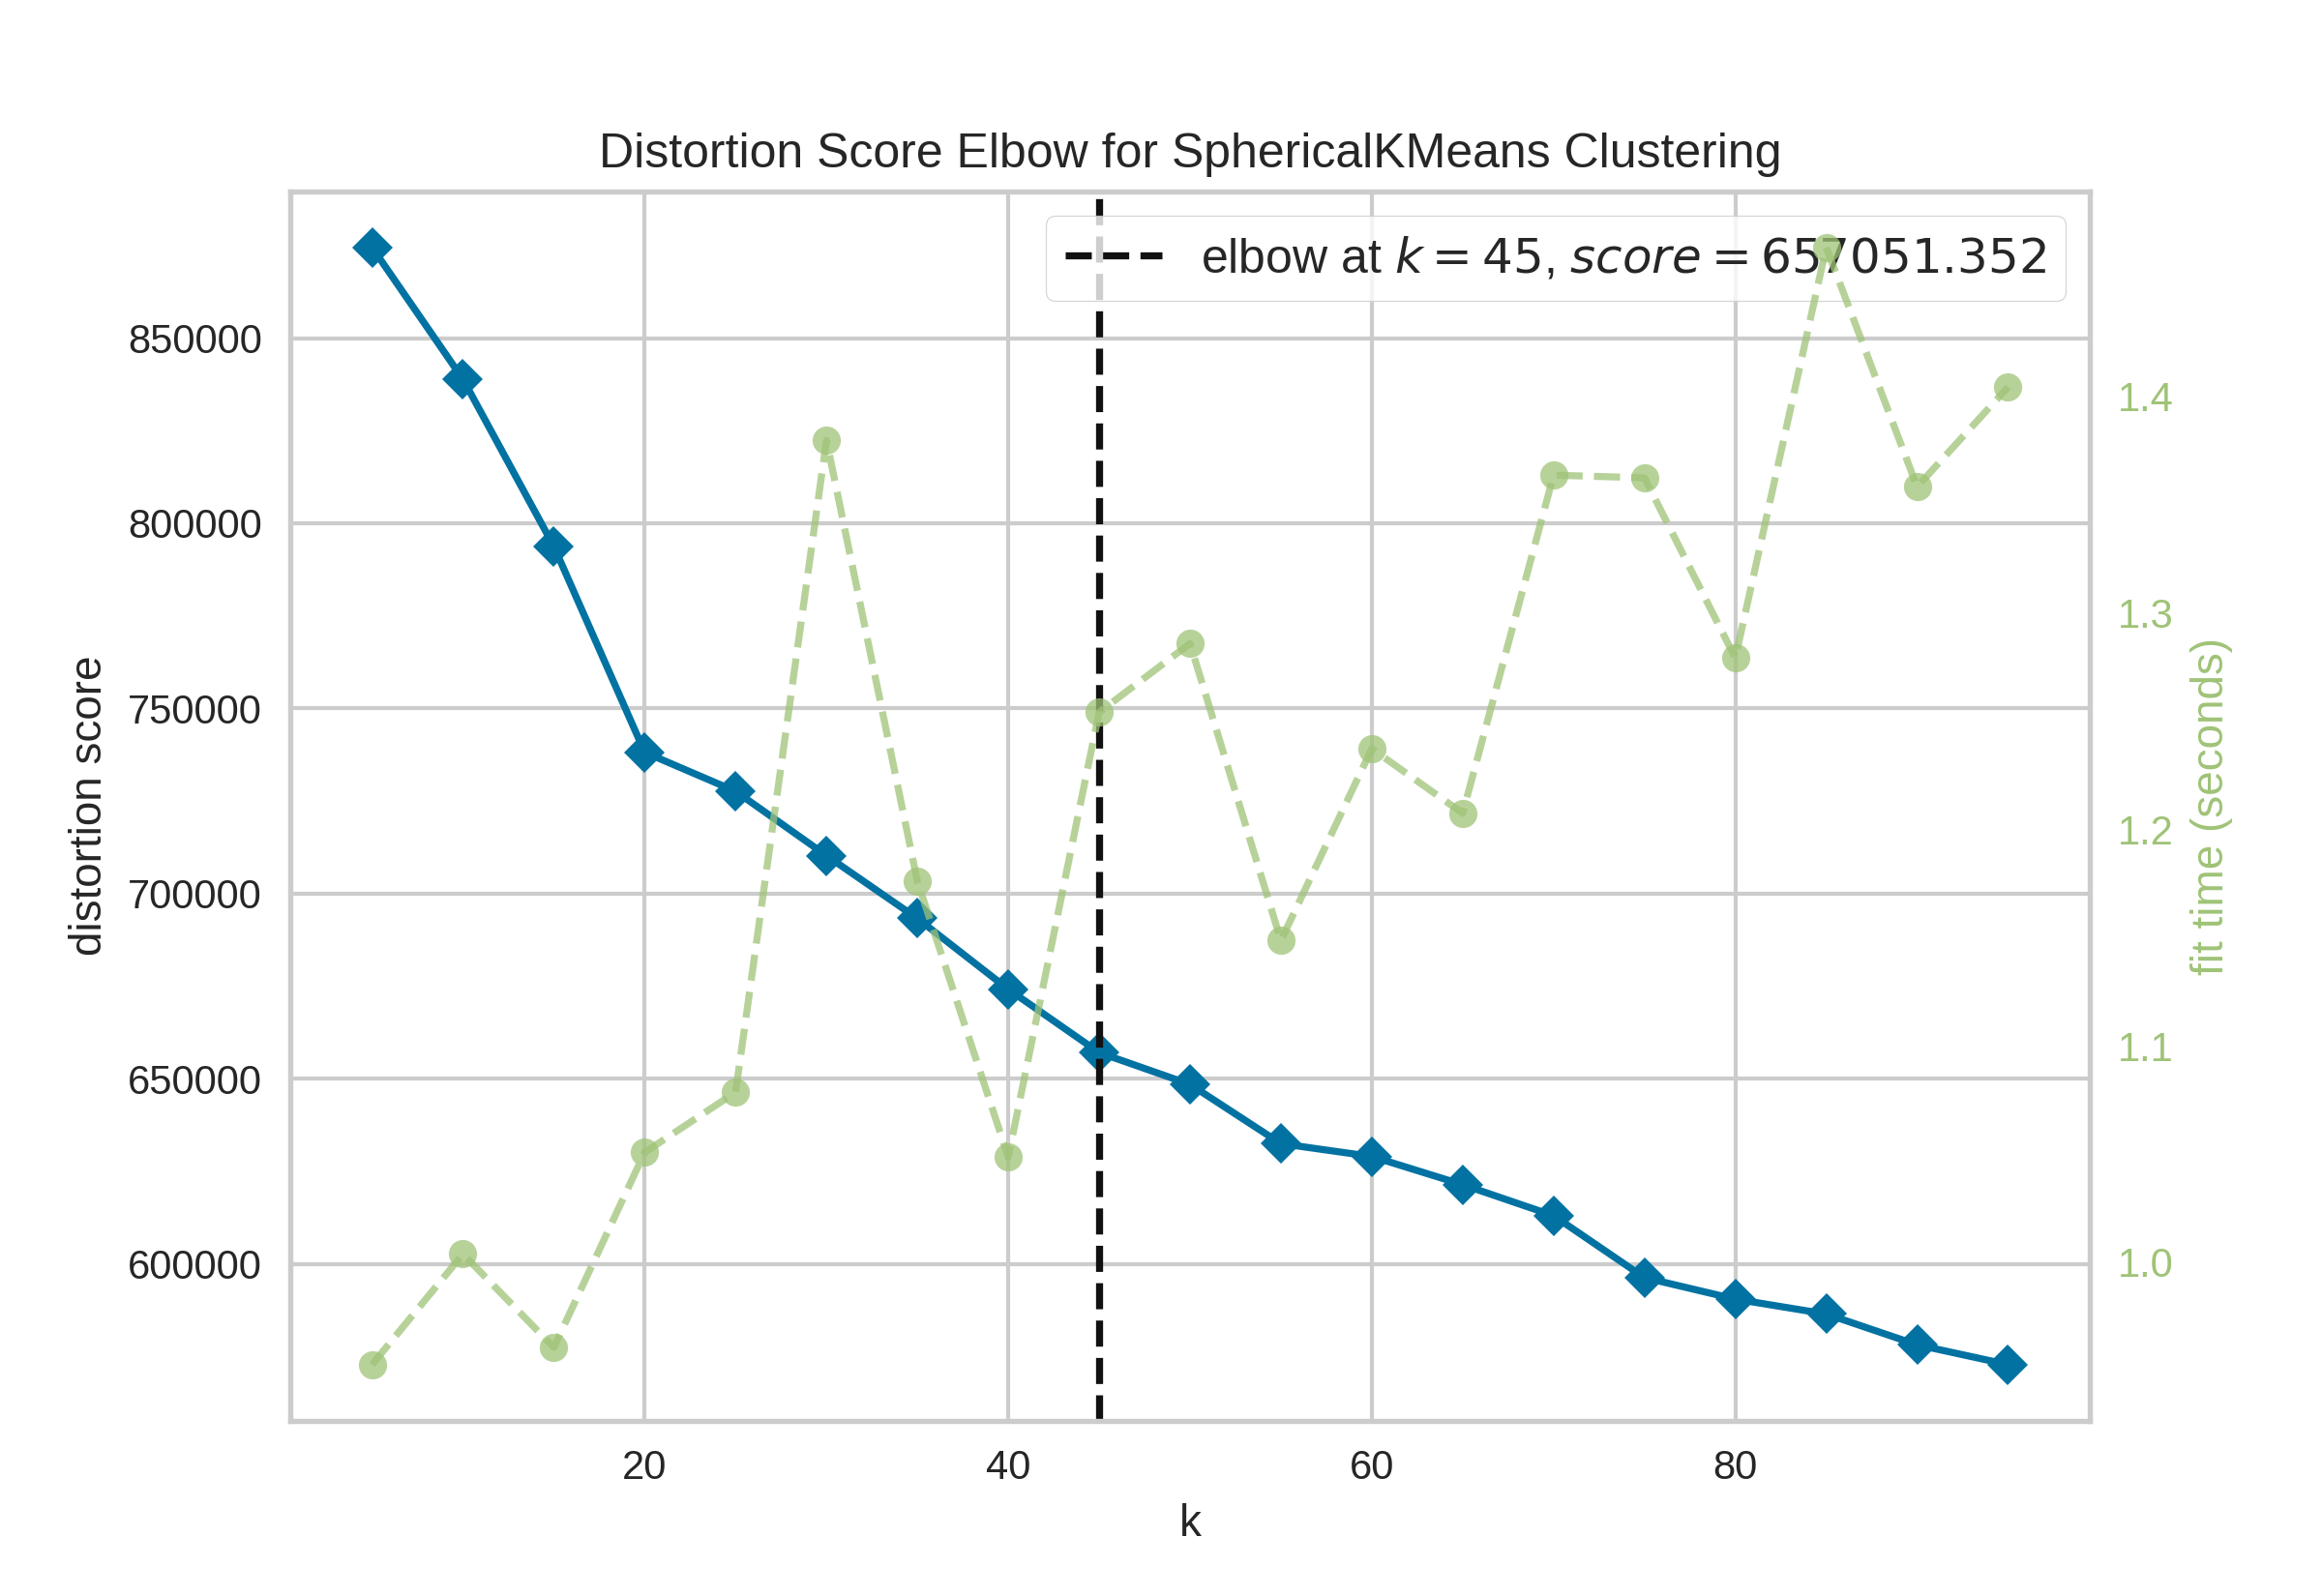 Distortion Score Elbow for SphericalKMeans Clustering
elbow at k = 45, score = 657051.352
850000
800000
750000
700000
650000
600000
distortion score
1.4
1.3
1.2
1.1
1.0
fit time (seconds)
20 40 60 80
k